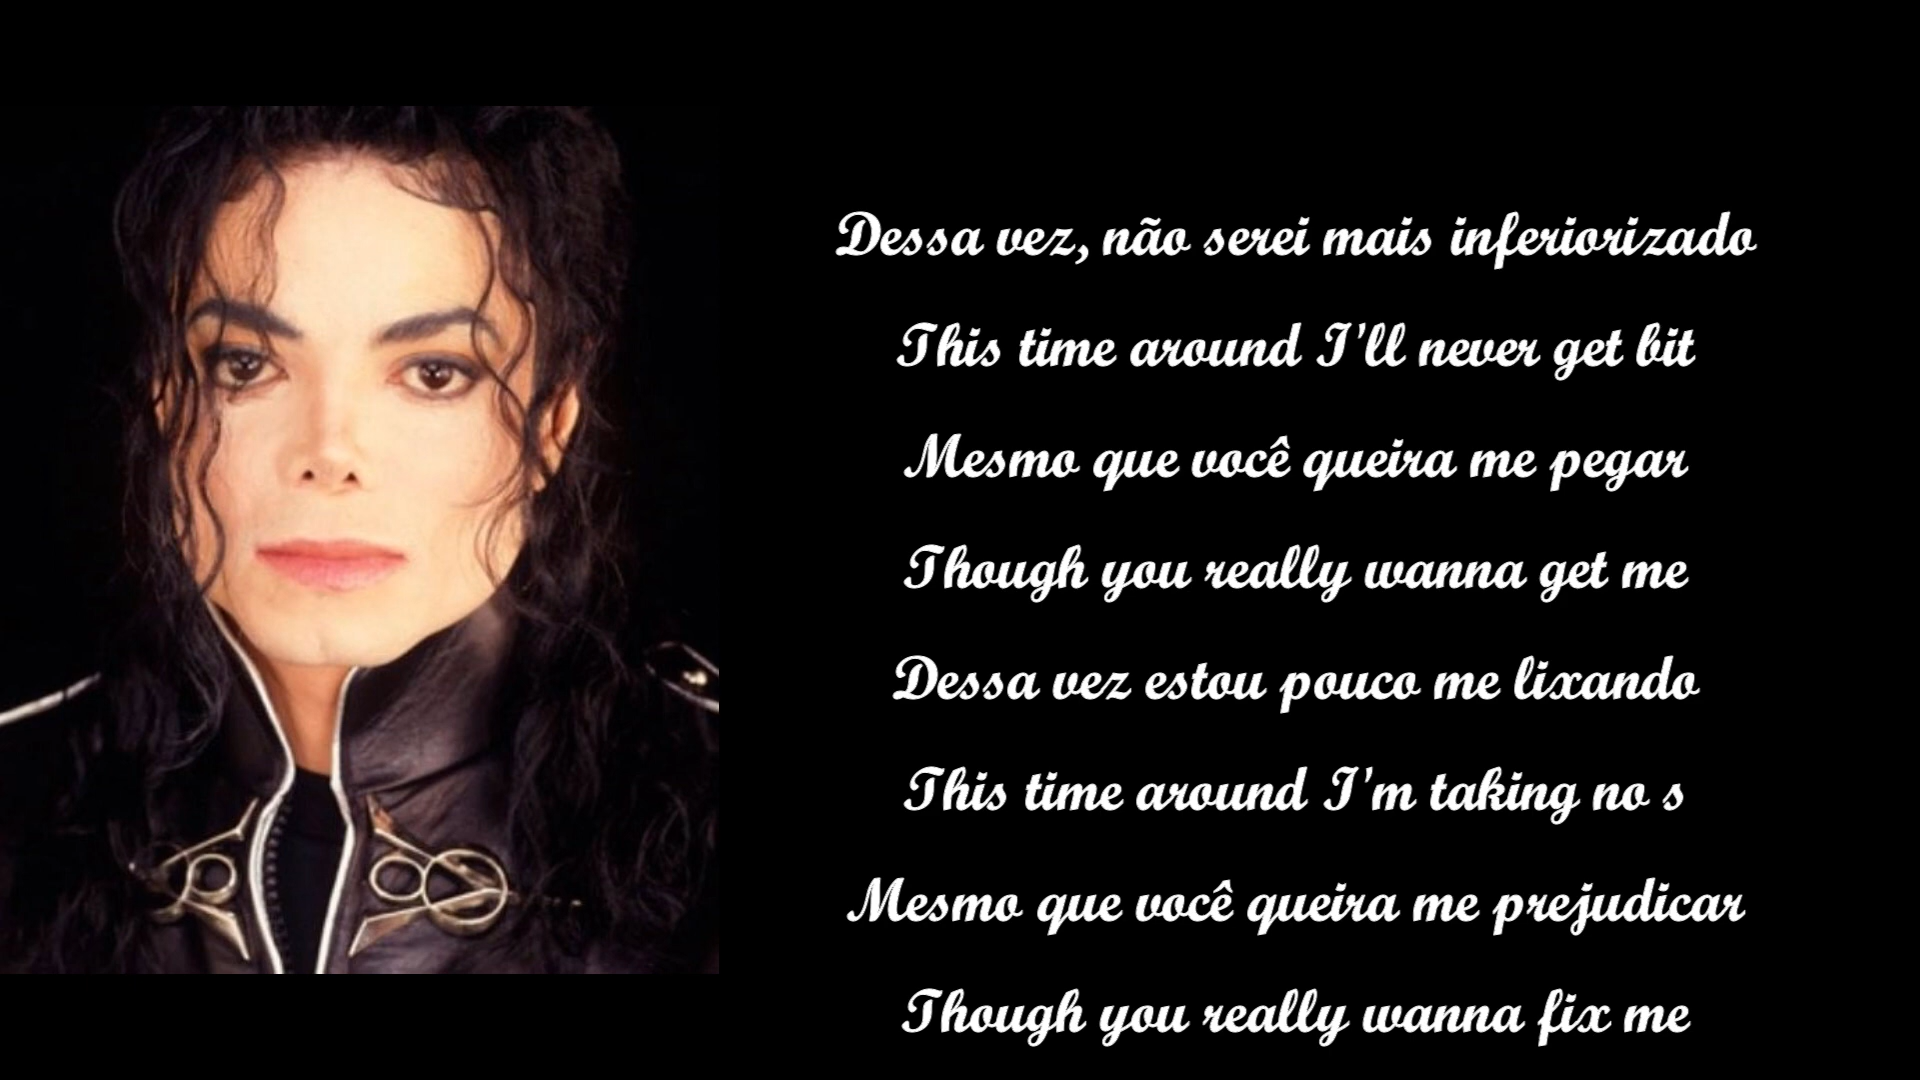 Dessa vez, não serei mais inferiorizado
This time around I'll never get bit
Mesmo que você queira me pegar
Though you really wanna get me
Dessa vez estou pouco me lixando
This time around I'm taking no s
Mesmo que você queira me prejudicar
Though you really wanna fix me